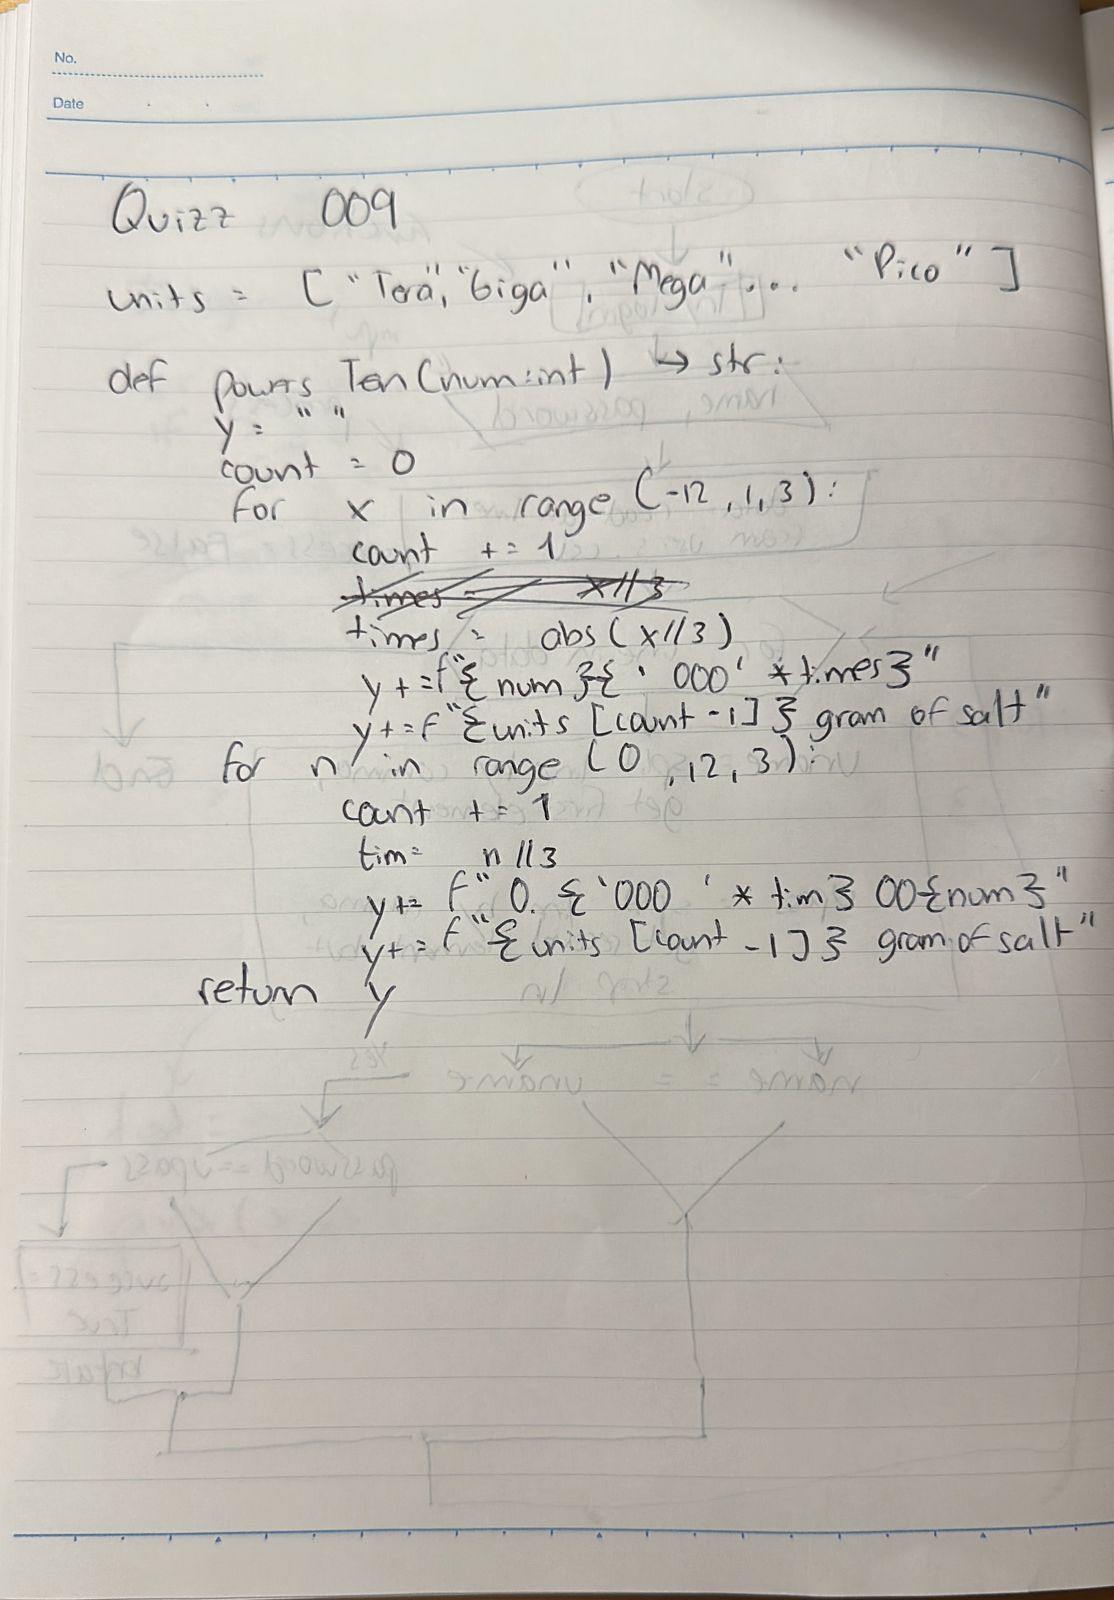 No.
Date
Quizz 009
units = ["Tera", "Giga", "Mega", ... "Pico"]
def powrs Ten(num:int) → str:
y = " "
count = 0
for x in range (-12, 1, 3):
count += 1
times = x//3
times = abs(x//3)
y+=f"{num}{'000'*times}"
y+=f"{units [count-1]} gram of salt"
for n in range (0, 12, 3):
count += 1
tim= n//3
y+= f"0.{'000'*tim}00{num}"
y+=f"{units [count-1]} gram of salt"
return y